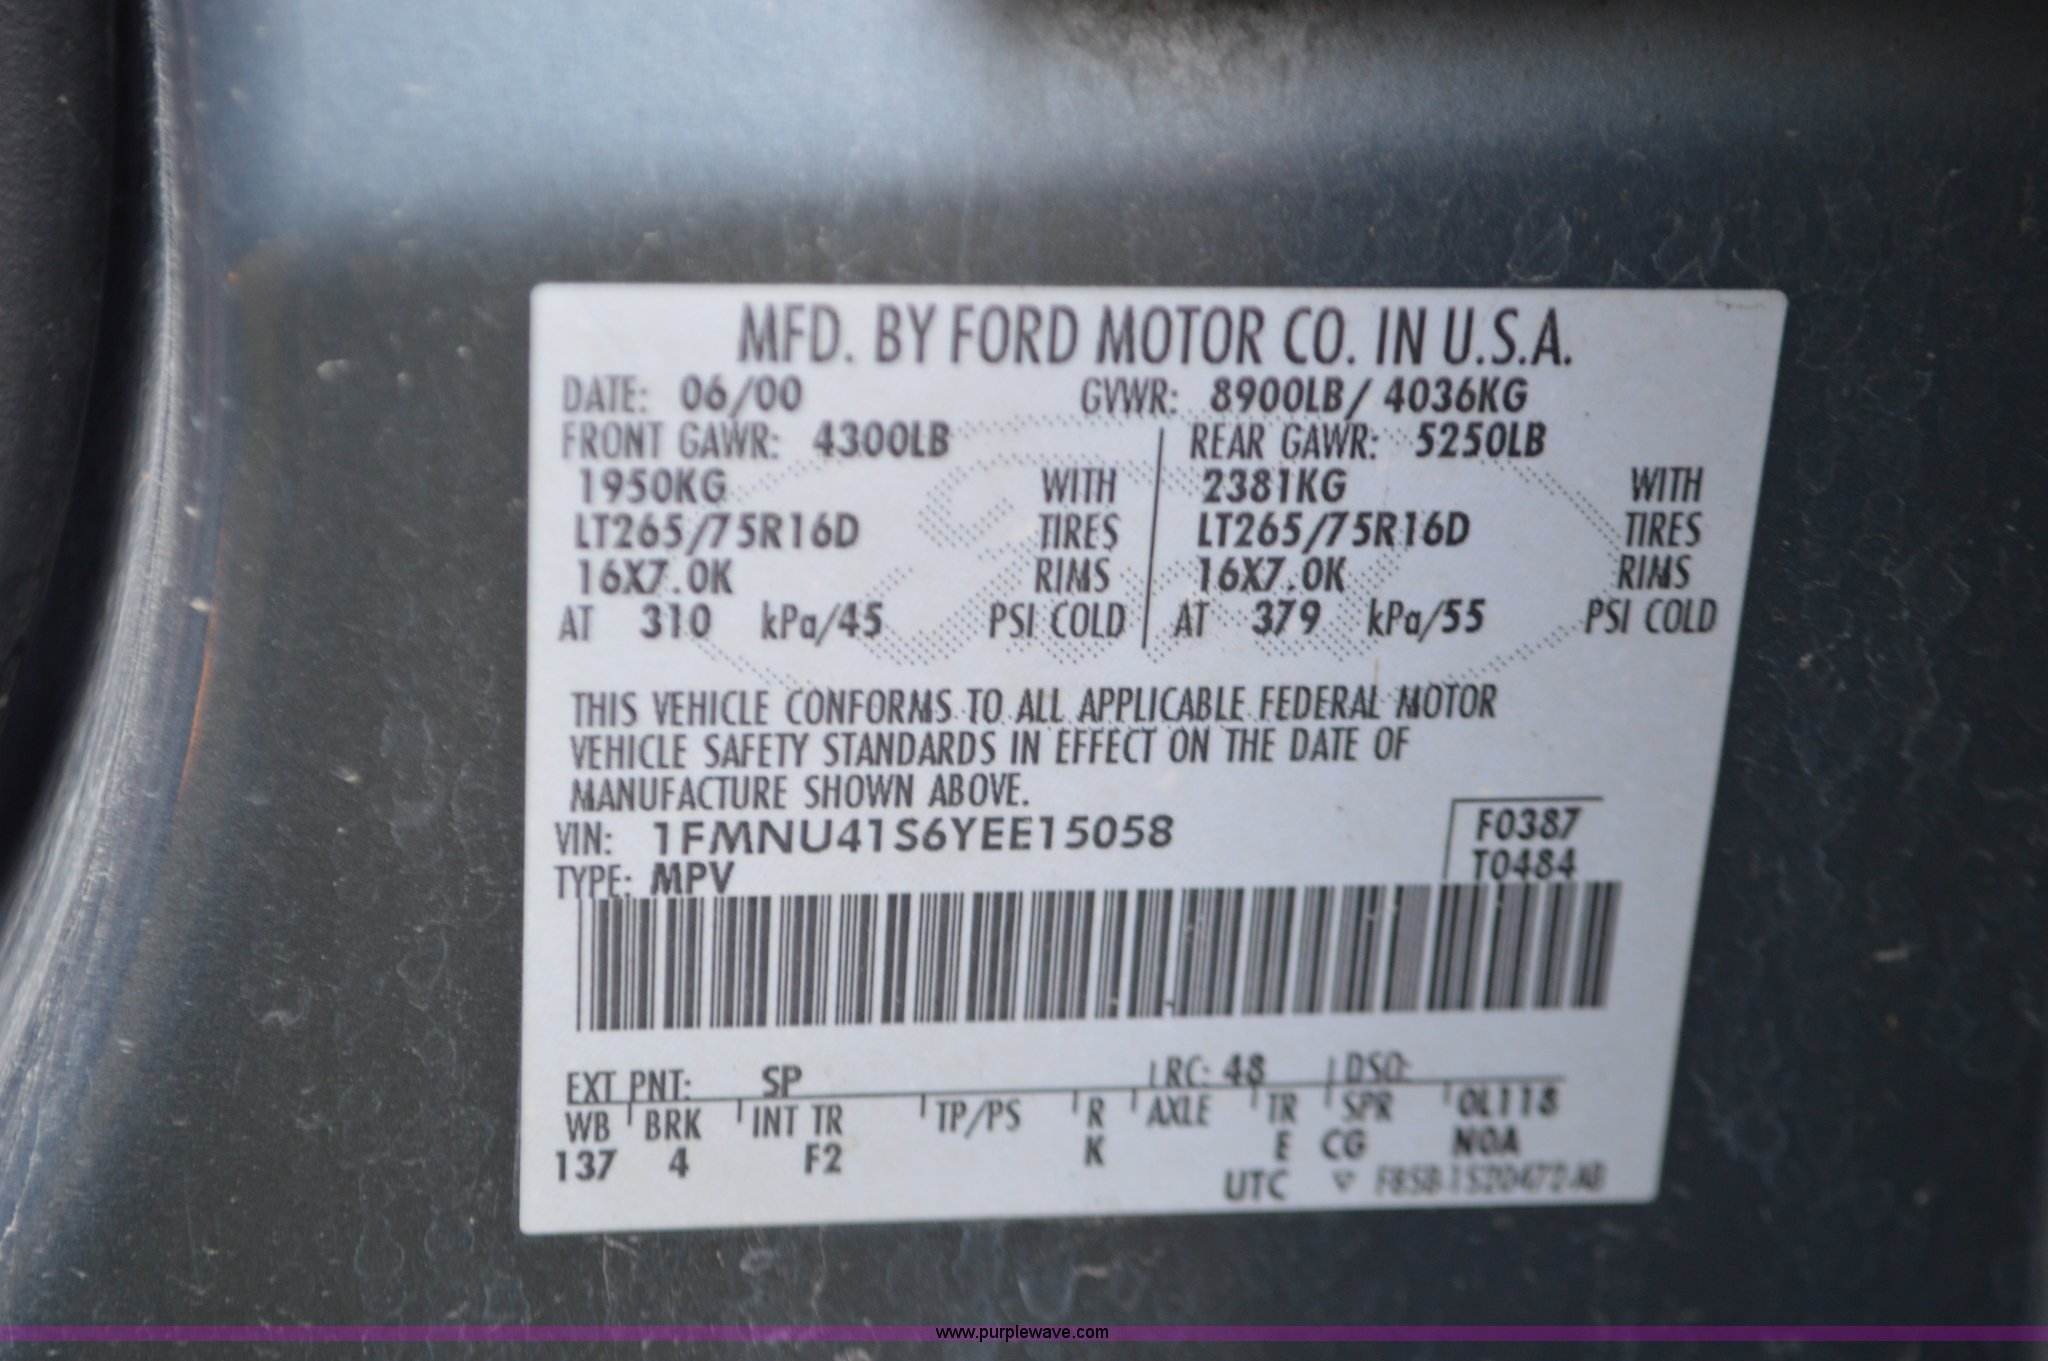 MFD. BY FORD MOTOR CO. IN U.S.A.
DATE: 06/00 GVWR: 8900LB / 4036KG
FRONT GAWR: 4300LB REAR GAWR: 5250LB
1950KG WITH 2381KG WITH
LT265/75R16D TIRES LT265/75R16D TIRES
16X7.0K RIMS 16X7.0K RIMS
AT 310 kPa/45 PSI COLD AT 379 kPa/55 PSI COLD
THIS VEHICLE CONFORMS TO ALL APPLICABLE FEDERAL MOTOR
VEHICLE SAFETY STANDARDS IN EFFECT ON THE DATE OF
MANUFACTURE SHOWN ABOVE.
VIN: 1FMNU41S6YEE15058 F0387
TYPE: MPV T0484
EXT PNT: SP RC: 48 DSO:
WB BRK INT TR TP/PS R AXLE TR SPR OL118
137 4 F2 K E CG NOA
UTC F85B-1520472-AB
www.purplewave.com